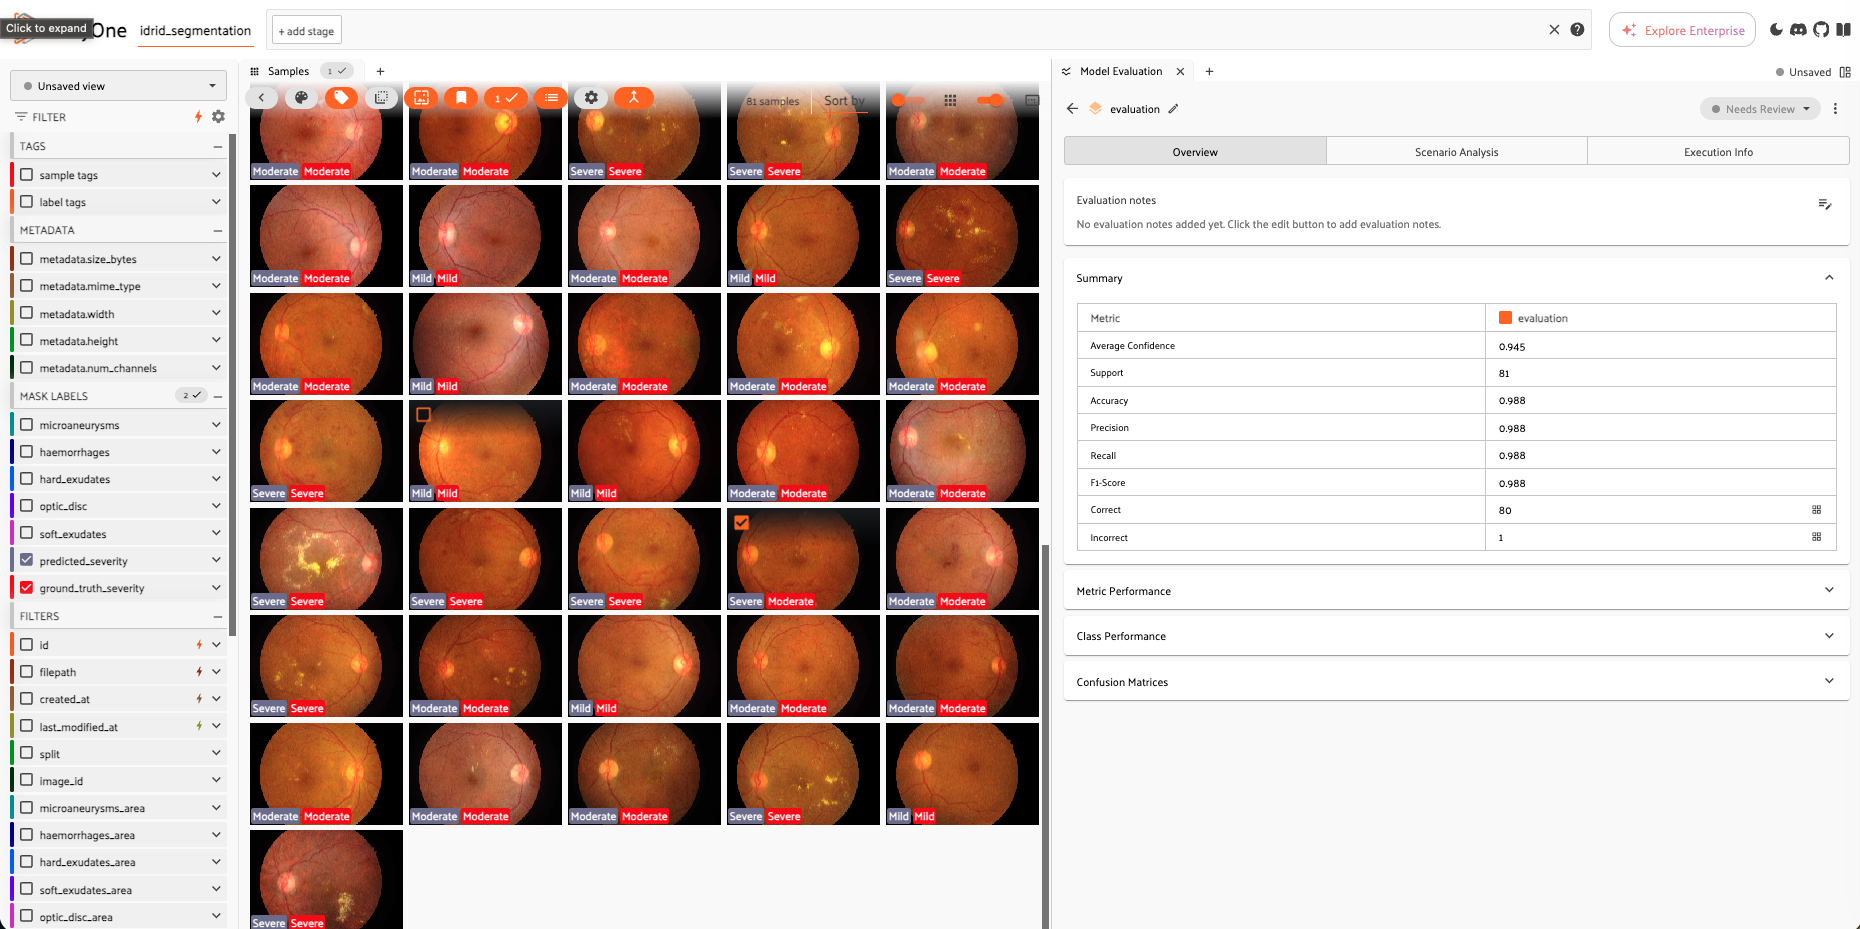 Click to expand
yOne
idrid_segmentation
+ add stage
Explore Enterprise
Unsaved view
FILTER
TAGS
sample tags
label tags
METADATA
metadata.size_bytes
metadata.mime_type
metadata.width
metadata.height
metadata.num_channels
MASK LABELS
2
microaneurysms
haemorrhages
hard_exudates
optic_disc
soft_exudates
predicted_severity
ground_truth_severity
FILTERS
id
filepath
created_at
last_modified_at
split
image_id
microaneurysms_area
haemorrhages_area
hard_exudates_area
soft_exudates_area
optic_disc_area
Samples
1
+
1
81 samples
Sort by
Moderate Moderate
Moderate Moderate
Severe Severe
Severe Severe
Moderate Moderate
Moderate Moderate
Mild Mild
Moderate Moderate
Mild Mild
Severe Severe
Moderate Moderate
Mild Mild
Moderate Moderate
Moderate Moderate
Moderate Moderate
Severe Severe
Mild Mild
Mild Mild
Moderate Moderate
Moderate Moderate
Severe Severe
Severe Severe
Severe Severe
Severe Moderate
Moderate Moderate
Severe Severe
Moderate Moderate
Mild Mild
Moderate Moderate
Moderate Moderate
Moderate Moderate
Moderate Moderate
Moderate Moderate
Severe Severe
Mild Mild
Severe Severe
Model Evaluation
+
Unsaved
evaluation
Needs Review
Overview
Scenario Analysis
Execution Info
Evaluation notes
No evaluation notes added yet. Click the edit button to add evaluation notes.
Summary
Metric evaluation
Average Confidence 0.945
Support 81
Accuracy 0.988
Precision 0.988
Recall 0.988
F1-Score 0.988
Correct 80
Incorrect 1
Metric Performance
Class Performance
Confusion Matrices